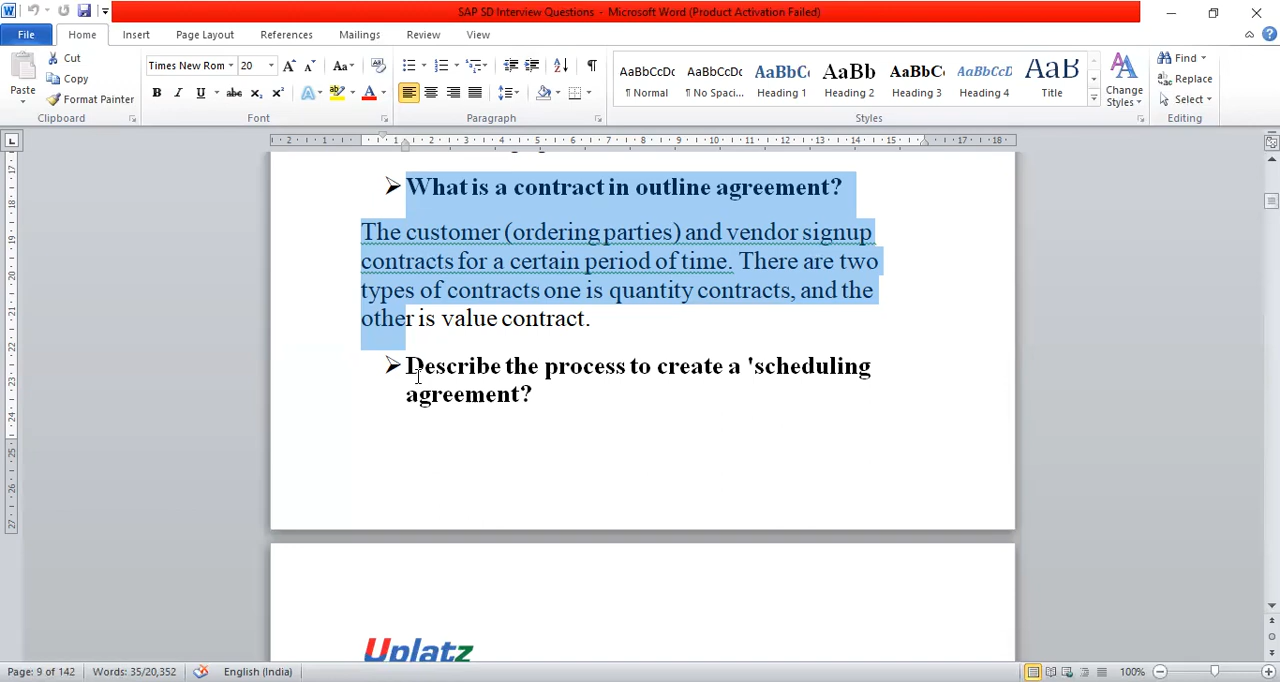 SAP SD Interview Questions - Microsoft Word (Product Activation Failed)
File Home Insert Page Layout References Mailings Review View
Paste
Cut
Copy
Format Painter
Clipboard
Times New Rom 20
Font
Paragraph
AaBbCcDc AaBbCcDc AaBbC AaBb AaBbC AaBbCcD AaB
¶ Normal ¶ No Spaci... Heading 1 Heading 2 Heading 3 Heading 4 Title
Change
Styles
Styles
Find
Replace
Select
Editing
What is a contract in outline agreement?
The customer (ordering parties) and vendor signup
contracts for a certain period of time. There are two
types of contracts one is quantity contracts, and the
other is value contract.
Describe the process to create a 'scheduling
agreement?
Uplatz
Page: 9 of 142 Words: 35/20,352 English (India) 100%